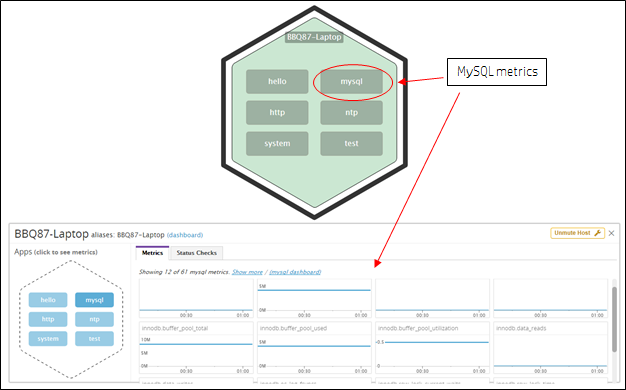 BBQ87-Laptop
hello mysql
MySQL metrics
http ntp
system test
BBQ87-Laptop aliases: BBQ87-Laptop (dashboard)
Unmute Host
Apps (click to see metrics)
Metrics Status Checks
Showing 12 of 61 mysql metrics. Show more / (mysql dashboard)
hello mysql
http ntp
system test
5M
0M
00:30 01:00 00:30 01:00 00:30 01:00 00:30 01:00
innodb.buffer_pool_total innodb.buffer_pool_used innodb.buffer_pool_utilization innodb.data_reads
10M 5M 0.5
5M
0M 0M
00:30 01:00 00:30 01:00 00:30 01:00 00:30 01:00